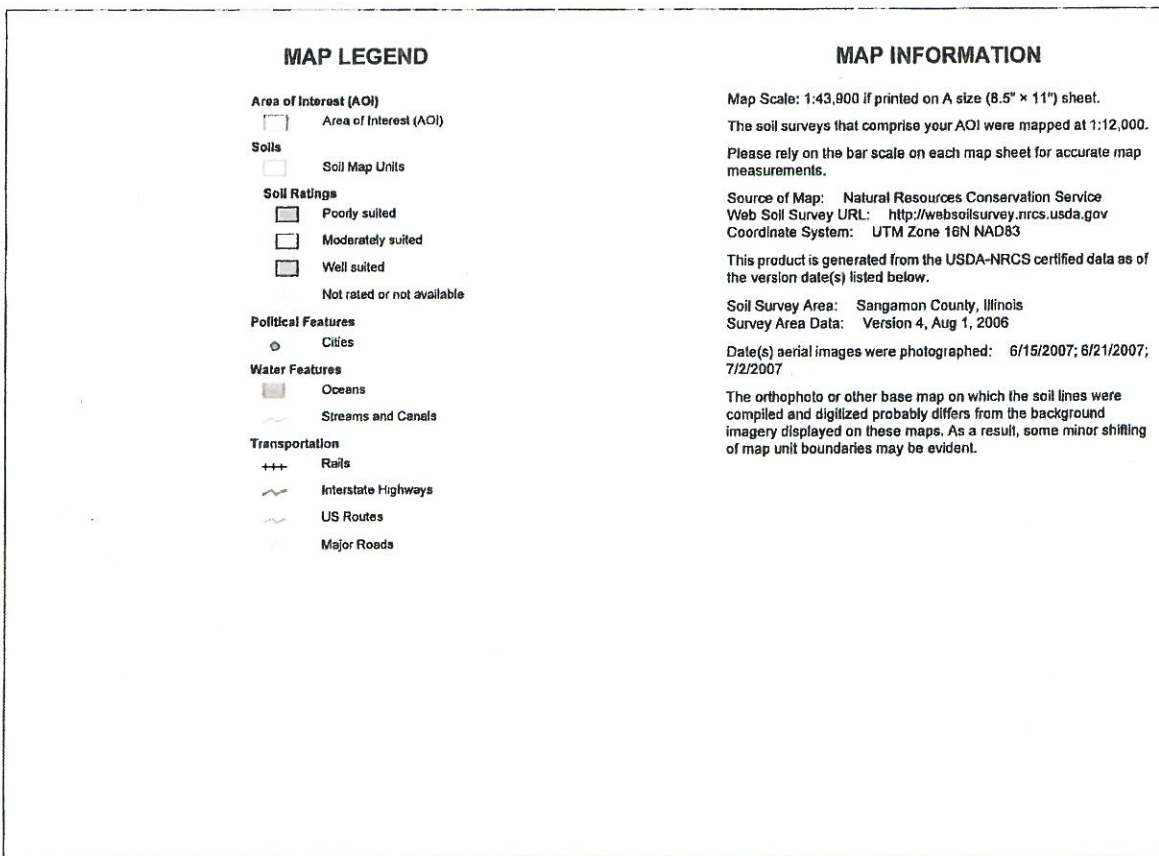 MAP LEGEND
Area of Interest (AOI)
Area of Interest (AOI)
Soils
Soil Map Units
Soil Ratings
Poorly suited
Moderately suited
Well suited
Not rated or not available
Political Features
Cities
Water Features
Oceans
Streams and Canals
Transportation
Rails
Interstate Highways
US Routes
Major Roads
MAP INFORMATION
Map Scale: 1:43,900 if printed on A size (8.5" × 11") sheet.
The soil surveys that comprise your AOI were mapped at 1:12,000.
Please rely on the bar scale on each map sheet for accurate map
measurements.
Source of Map: Natural Resources Conservation Service
Web Soil Survey URL: http://websoilsurvey.nrcs.usda.gov
Coordinate System: UTM Zone 16N NAD83
This product is generated from the USDA-NRCS certified data as of
the version date(s) listed below.
Soil Survey Area: Sangamon County, Illinois
Survey Area Data: Version 4, Aug 1, 2006
Date(s) aerial images were photographed: 6/15/2007; 6/21/2007;
7/2/2007
The orthophoto or other base map on which the soil lines were
compiled and digitized probably differs from the background
imagery displayed on these maps. As a result, some minor shifting
of map unit boundaries may be evident.